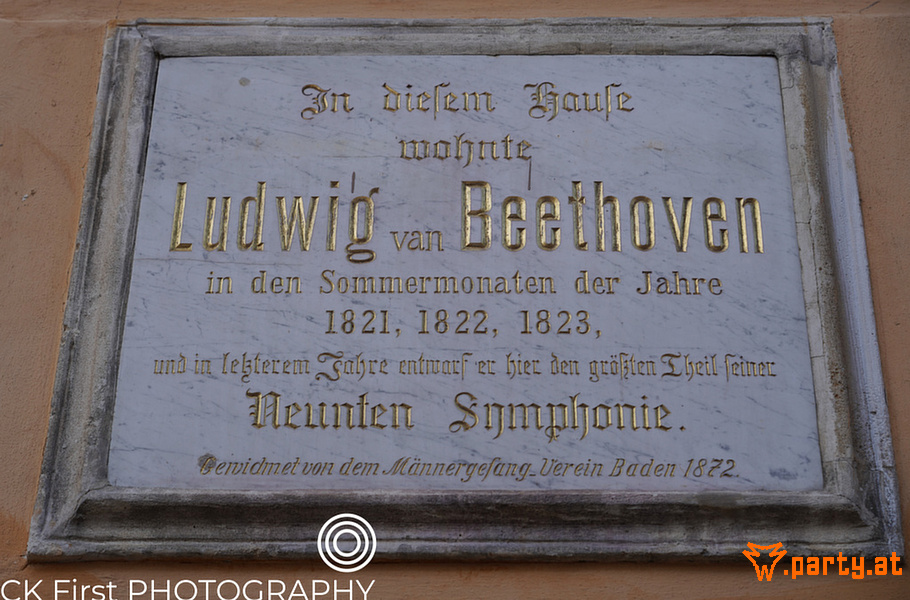 In diesem Hause
wohnte
Ludwig van Beethoven
in den Sommermonaten der Jahre
1821, 1822, 1823,
und in letzterem Jahre entwarf er hier den größten Theil seiner
Neunten Symphonie.
Gewidmet von dem Männergesang-Verein Baden 1872.
CK First PHOTOGRAPHY
w.party.at